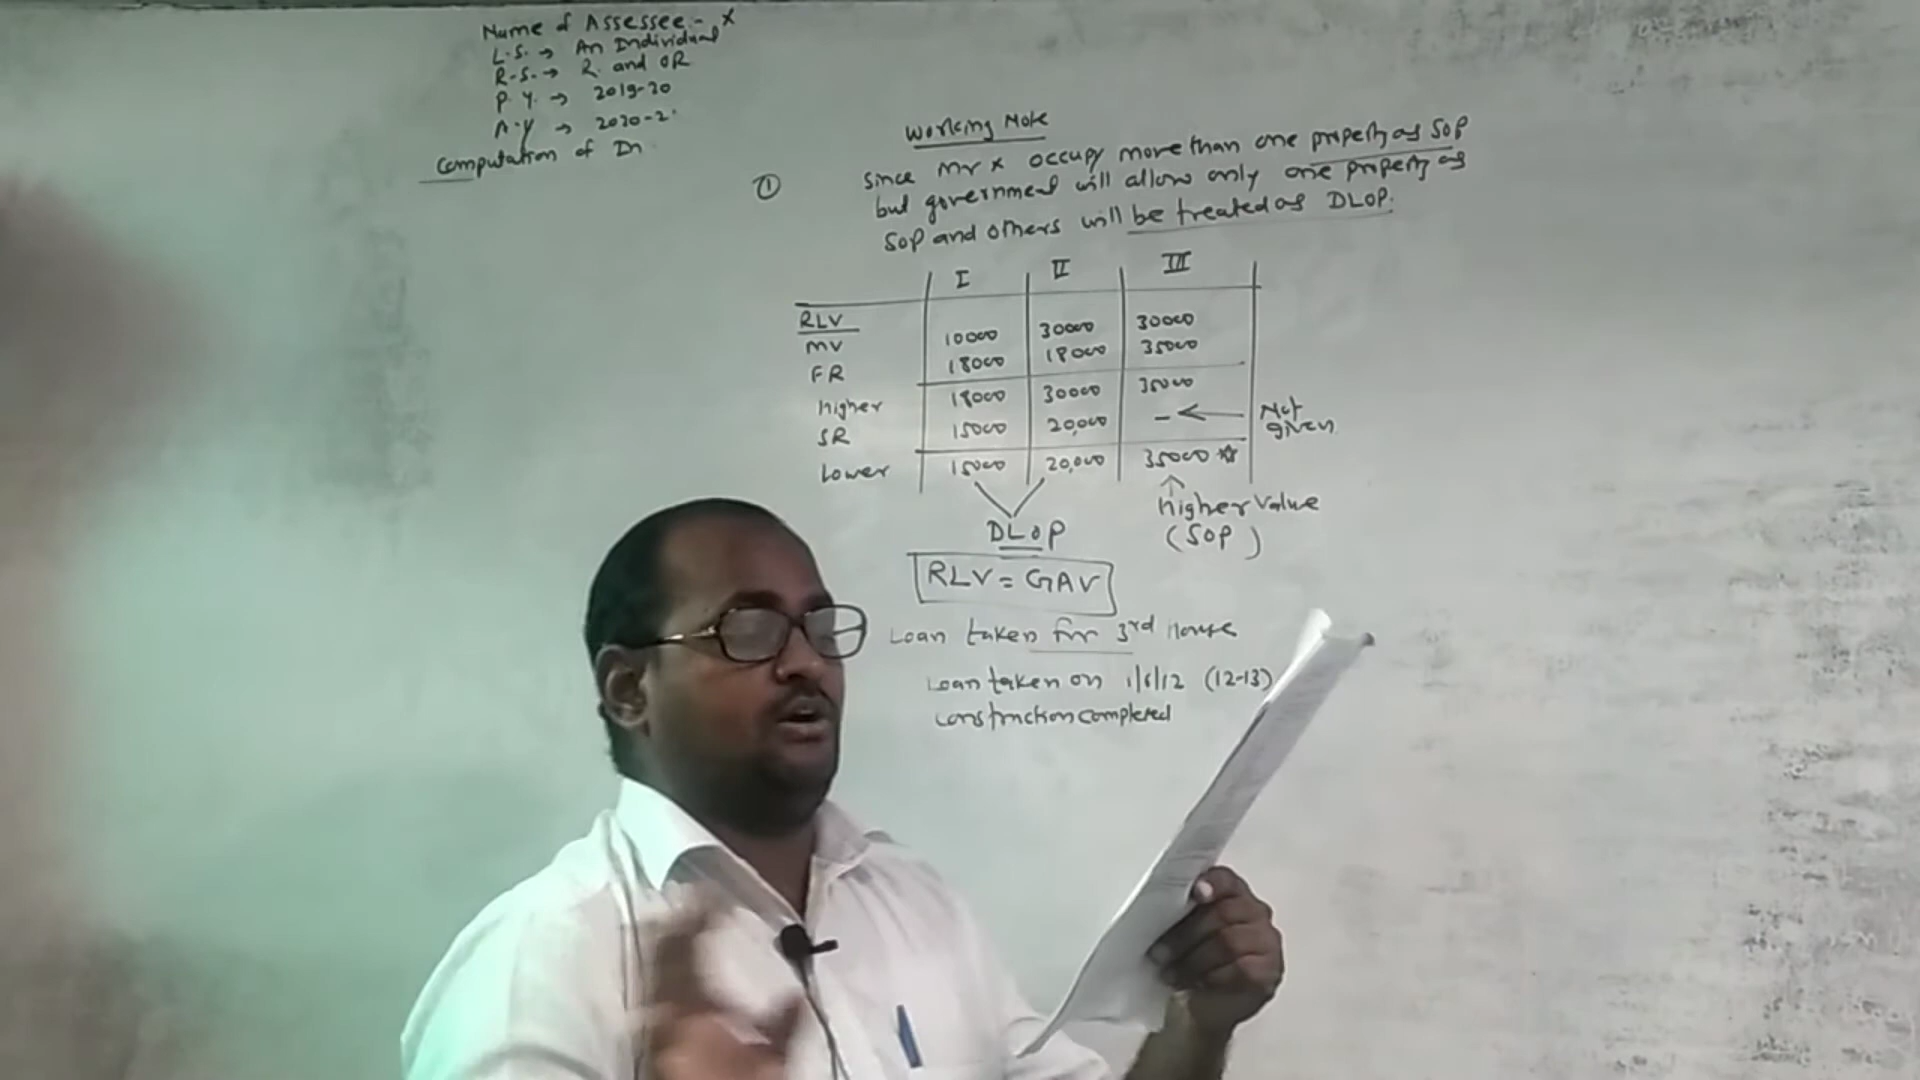 Name of Assessee - X
L.S. → An Individual
R.S. → R. and OR
P.Y. → 2019-20
A.Y → 2020-2
Computation of In
Working Note
① Since Mr X occupy more than one property as SOP
but government will allow only one property as
SOP and others will be treated as DLOP.
I II III
RLV
MV 10000 30000 30000
FR 18000 18000 35000
higher 18000 30000 35000
SR 15000 20,000 - ← Not given
Lower 15000 20,000 35000 ☆
DLOP
↑
higher value
(SOP)
RLV = GAV
Loan taken for 3rd house
Loan taken on 1/6/12 (12-13)
construction completed